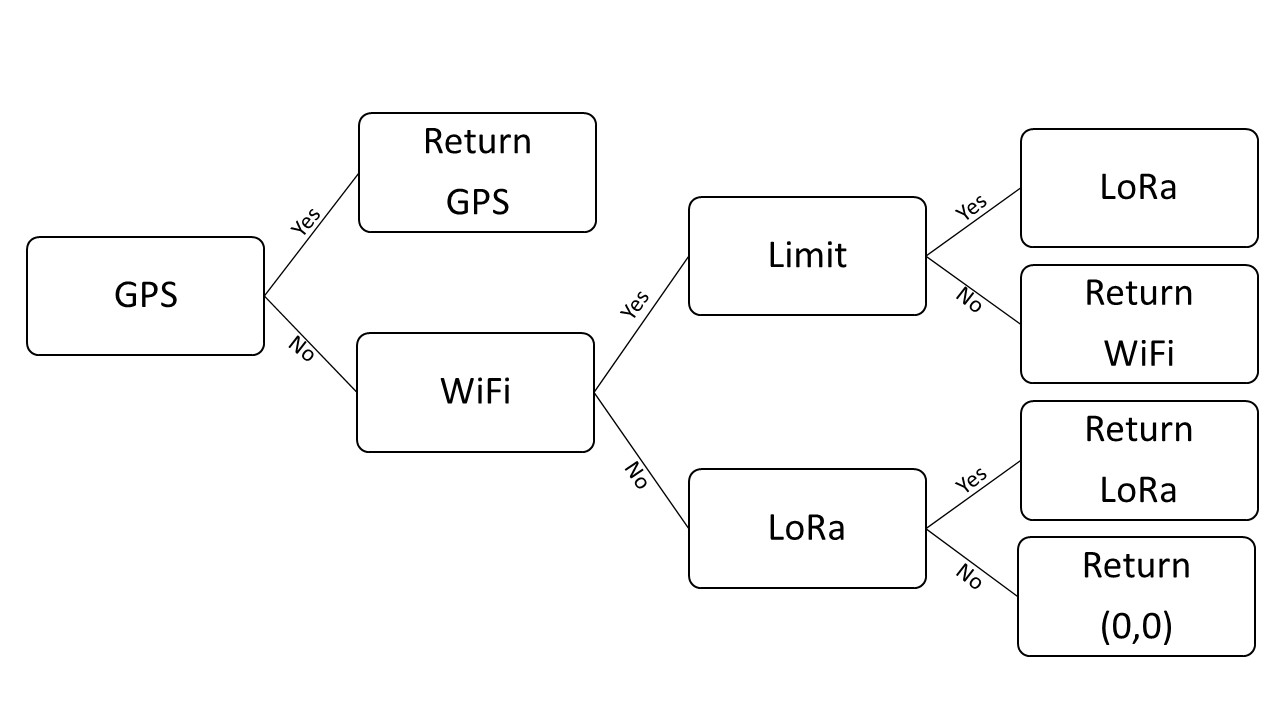 GPS
Yes
No
Return
GPS
WiFi
Yes
No
Limit
Yes
No
LoRa
Return
WiFi
LoRa
Yes
No
Return
LoRa
Return
(0,0)